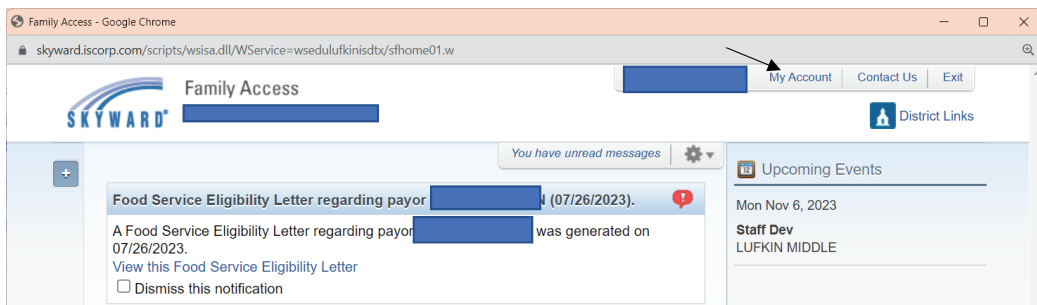 Family Access - Google Chrome
skyward.iscorp.com/scripts/wsisa.dll/WService=wsedulufkinisdtx/sfhome01.w
My Account Contact Us Exit
Family Access
SKYWARD
District Links
You have unread messages
Upcoming Events
Food Service Eligibility Letter regarding payor (07/26/2023).
Mon Nov 6, 2023
A Food Service Eligibility Letter regarding payor was generated on
07/26/2023.
Staff Dev
LUFKIN MIDDLE
View this Food Service Eligibility Letter
Dismiss this notification